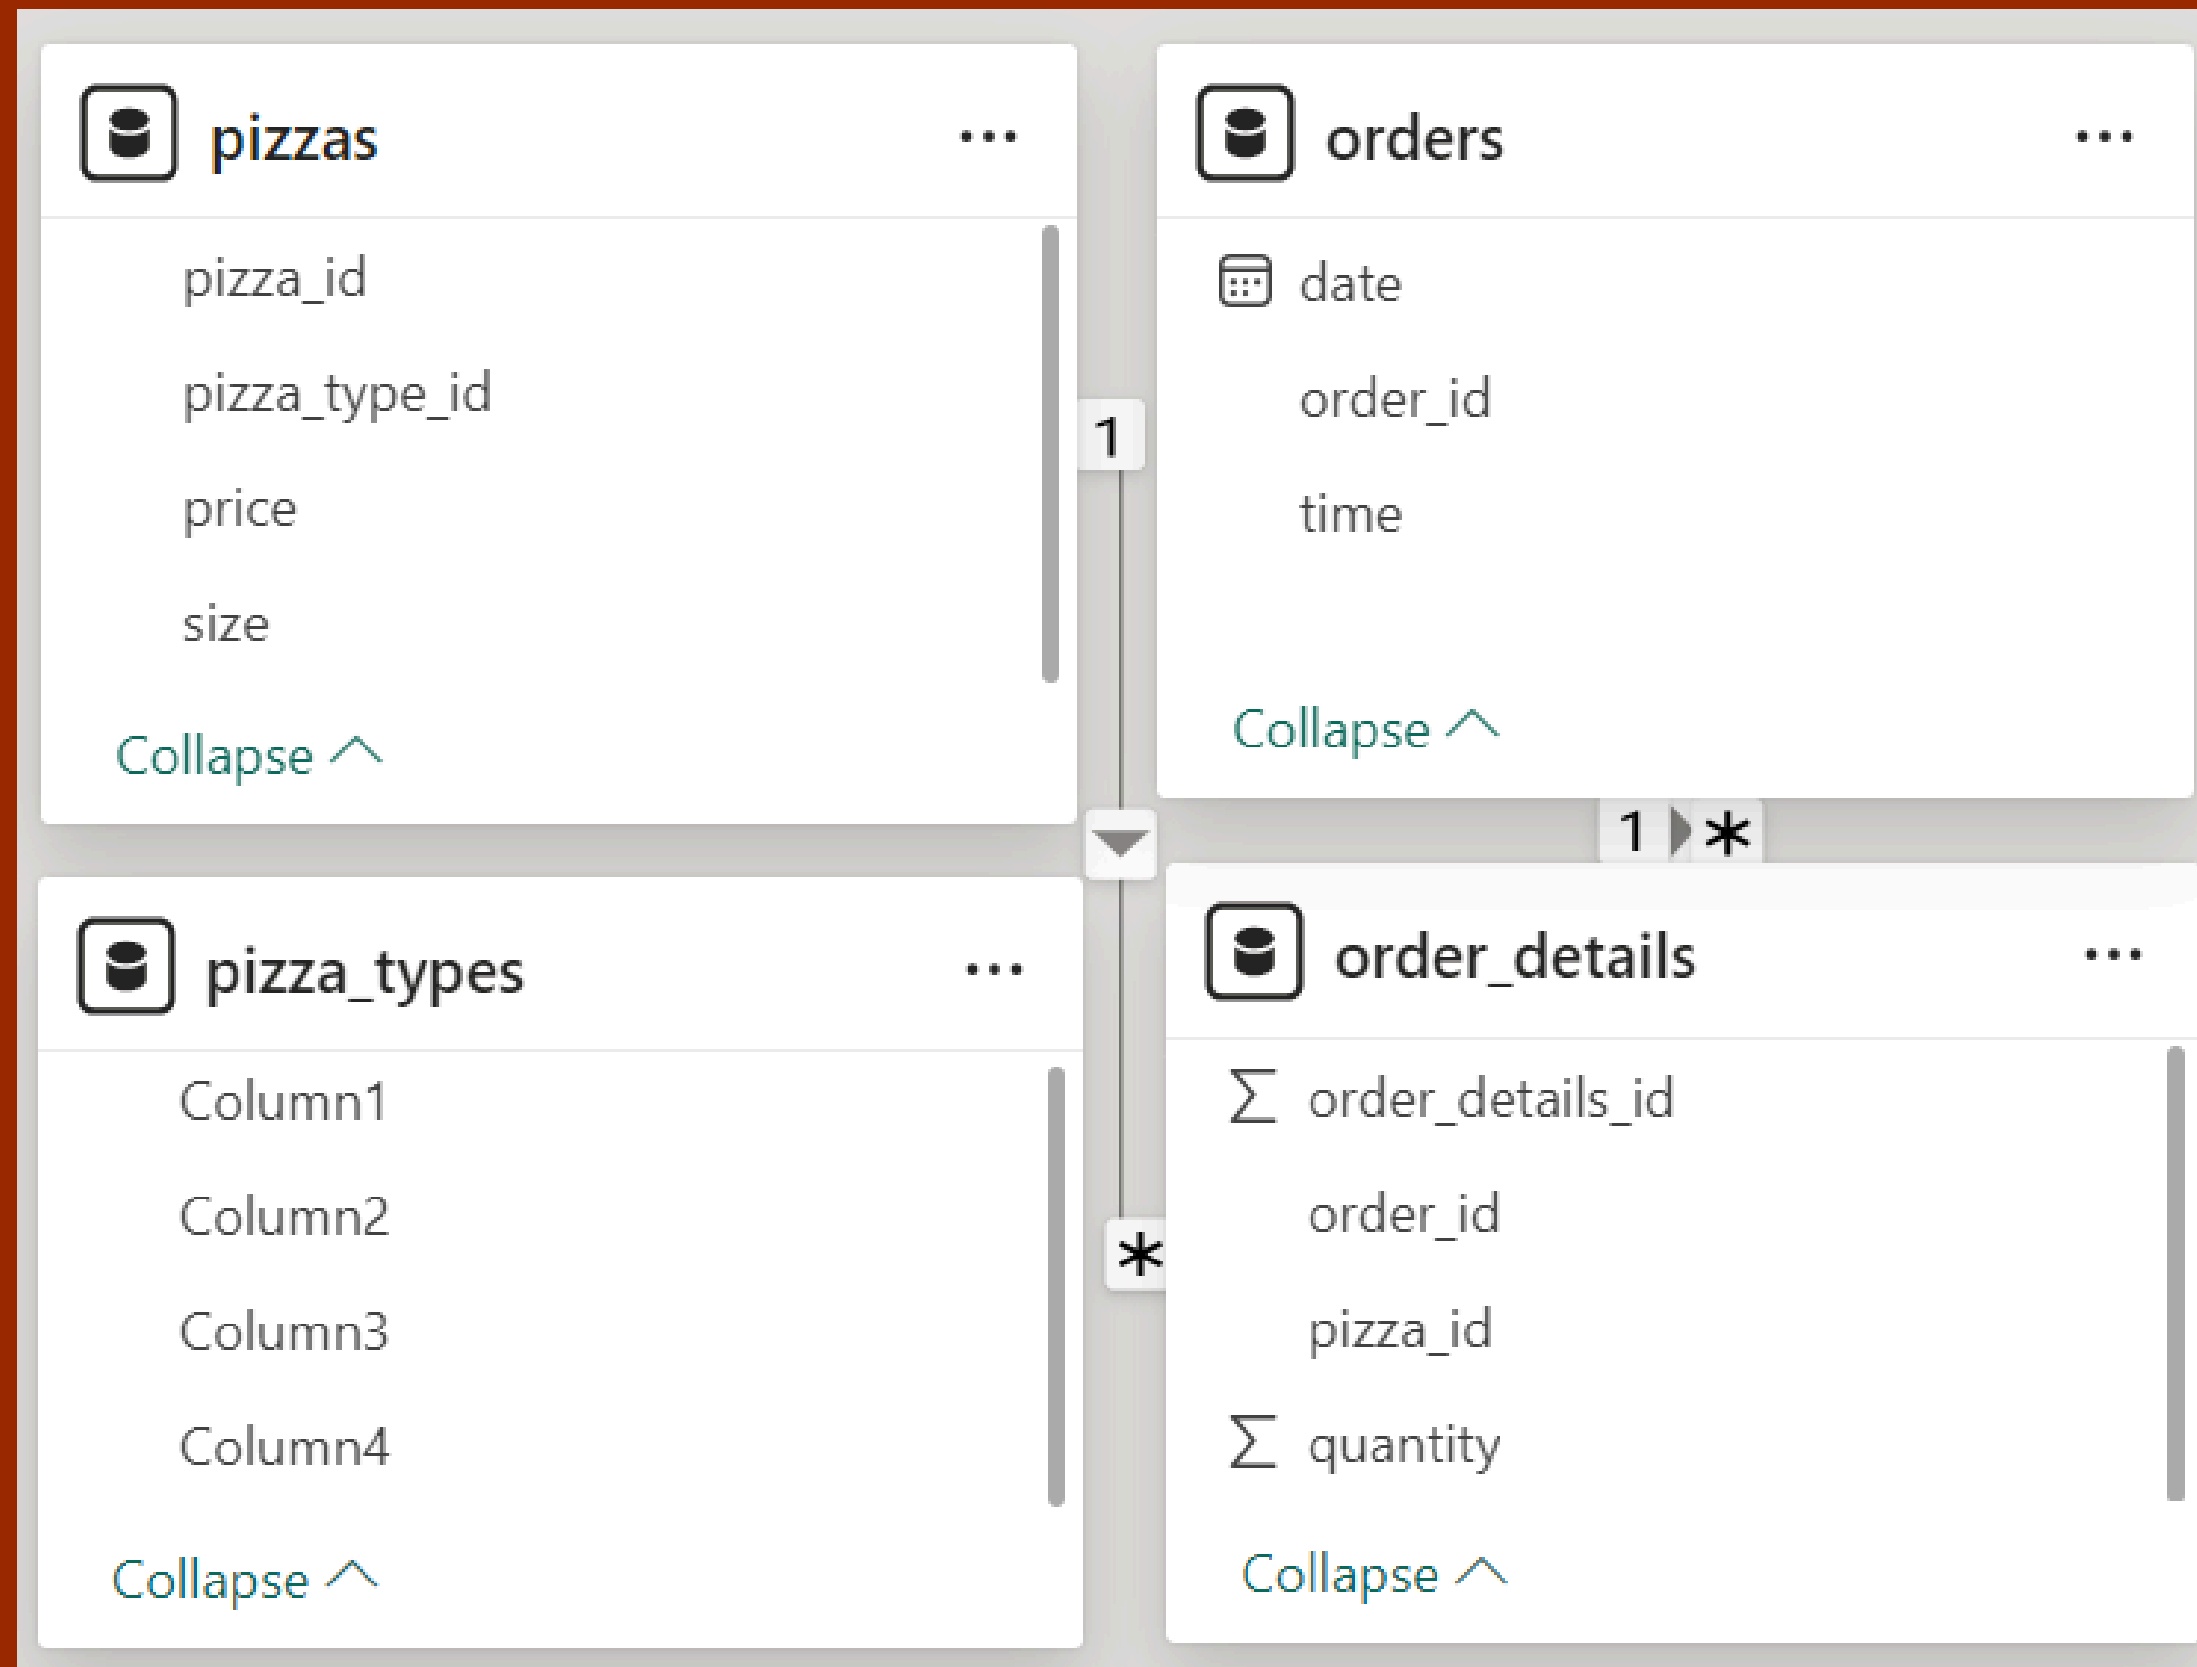 pizzas
pizza_id
pizza_type_id
price
size
Collapse
orders
date
order_id
time
Collapse
1
1 *
pizza_types
Column1
Column2
Column3
Column4
Collapse
*
order_details
order_details_id
order_id
pizza_id
quantity
Collapse